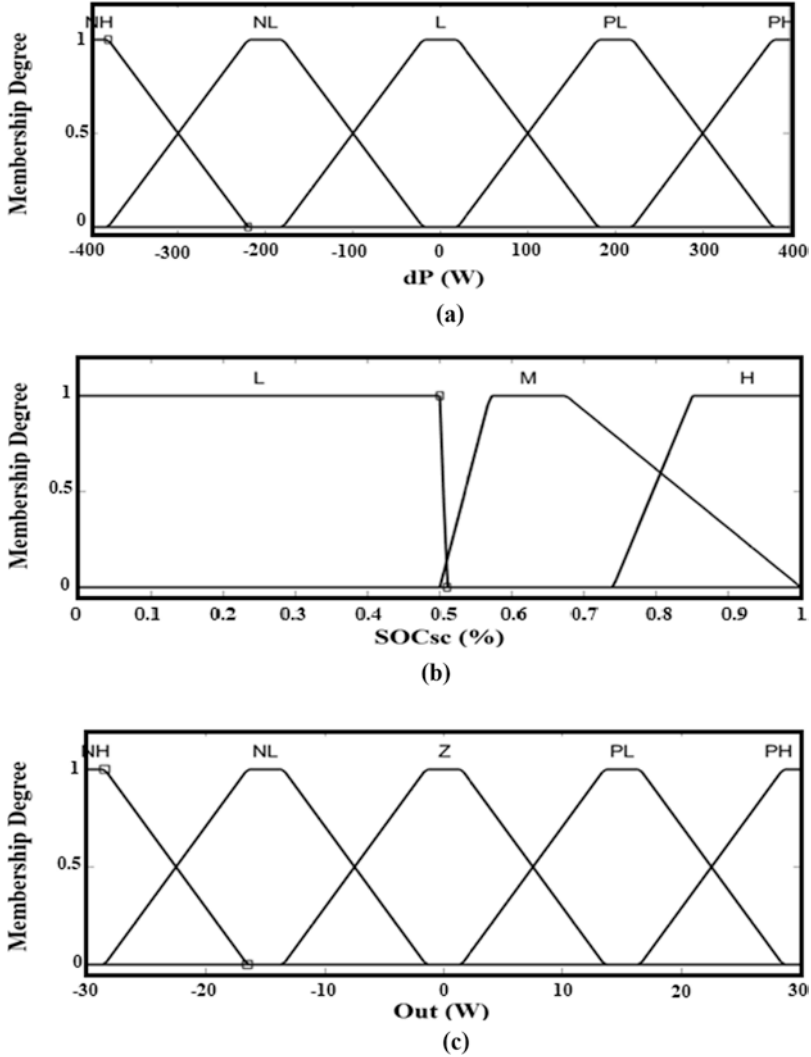 NH NL L PL PH
Membership Degree
1
0.5
0
-400 -300 -200 -100 0 100 200 300 400
dP (W)
(a)
L M H
Membership Degree
1
0.5
0
0 0.1 0.2 0.3 0.4 0.5 0.6 0.7 0.8 0.9 1
SOCsc (%)
(b)
NH NL Z PL PH
Membership Degree
1
0.5
0
-30 -20 -10 0 10 20 30
Out (W)
(c)